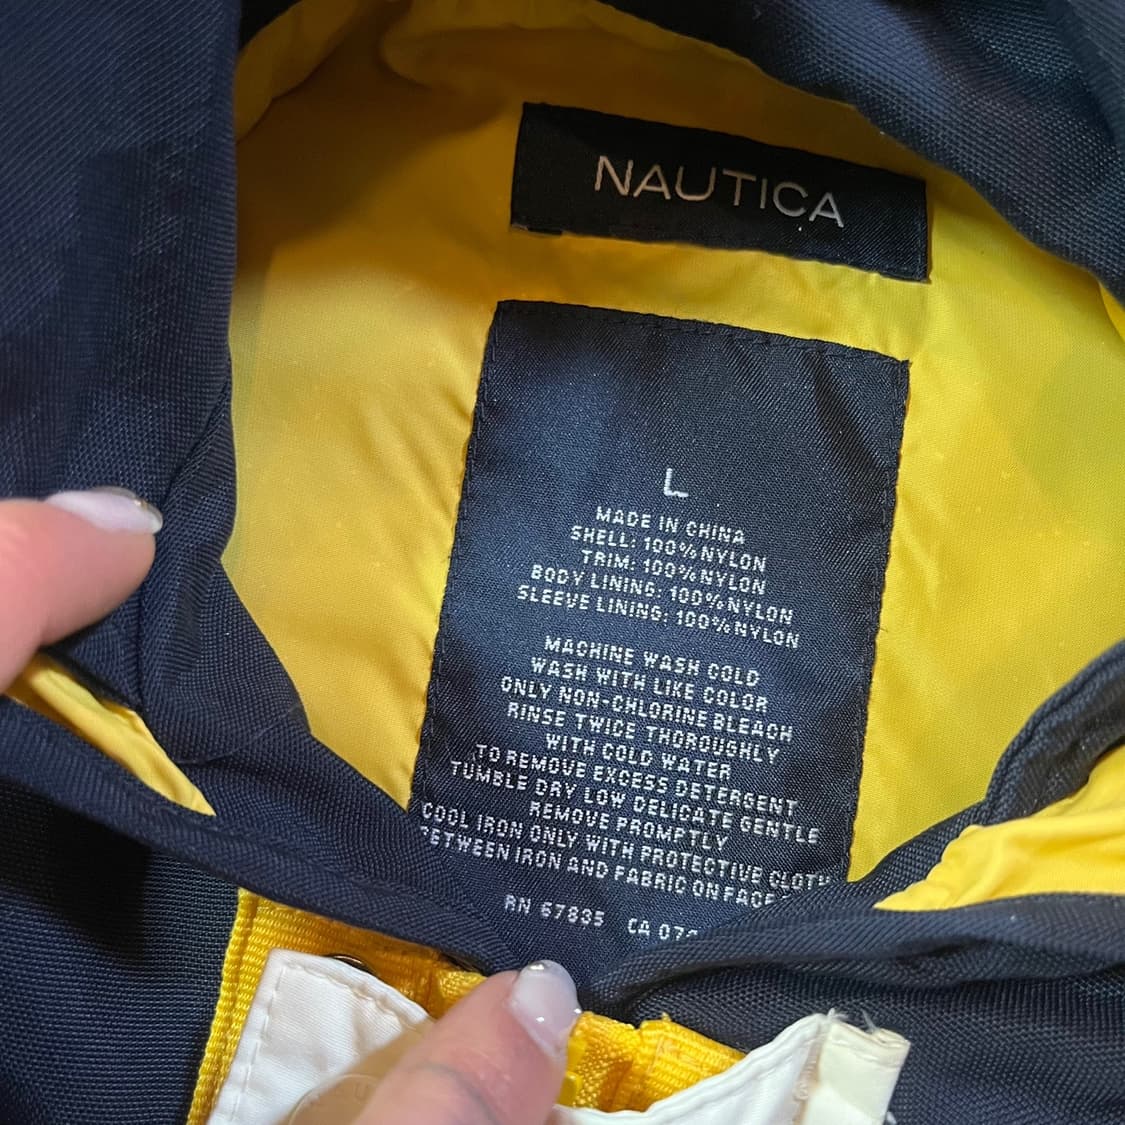 NAUTICA
L
MADE IN CHINA
SHELL: 100% NYLON
TRIM: 100% NYLON
BODY LINING: 100% NYLON
SLEEVE LINING: 100% NYLON
MACHINE WASH COLD
WASH WITH LIKE COLOR
ONLY NON-CHLORINE BLEACH
RINSE TWICE THOROUGHLY
WITH COLD WATER
TO REMOVE EXCESS DETERGENT
TUMBLE DRY LOW DELICATE GENTLE
REMOVE PROMPTLY
COOL IRON ONLY WITH PROTECTIVE CLOTH
BETWEEN IRON AND FABRIC ON FACE
RN 67835 CA